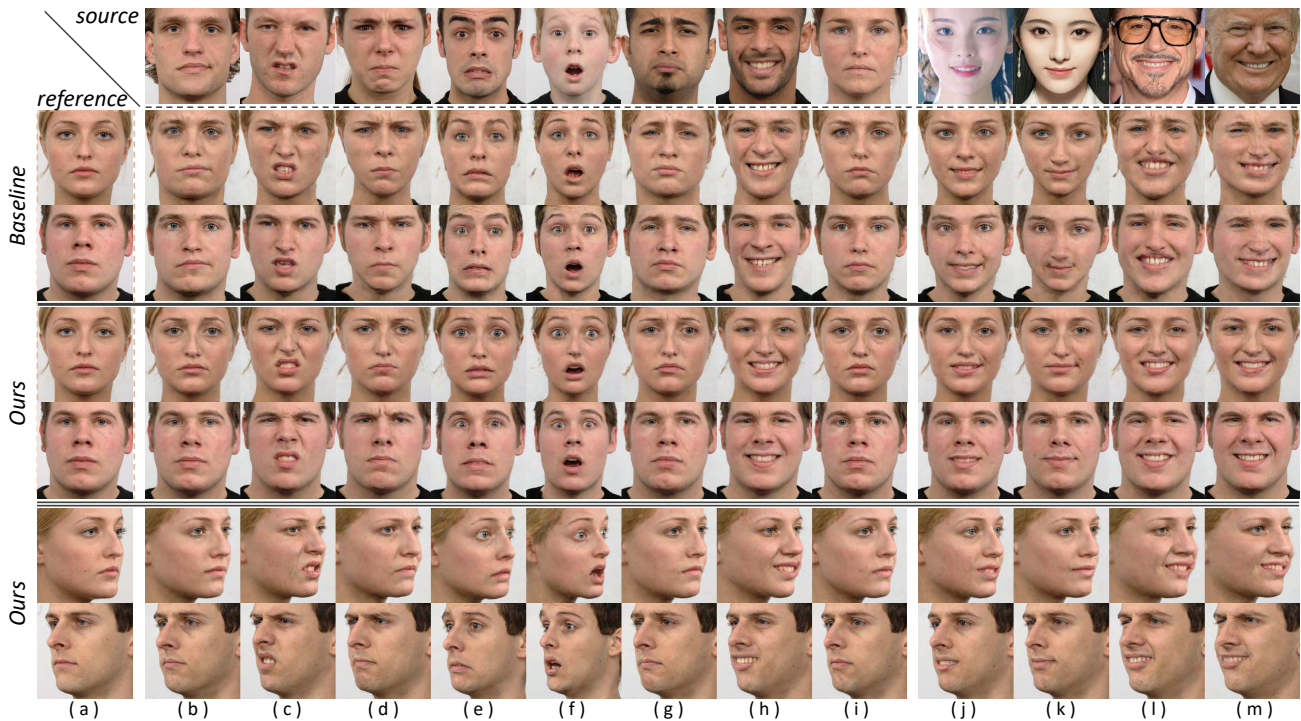 source
reference
Baseline
Ours
Ours
(a) (b) (c) (d) (e) (f) (g) (h) (i) (j) (k) (l) (m)